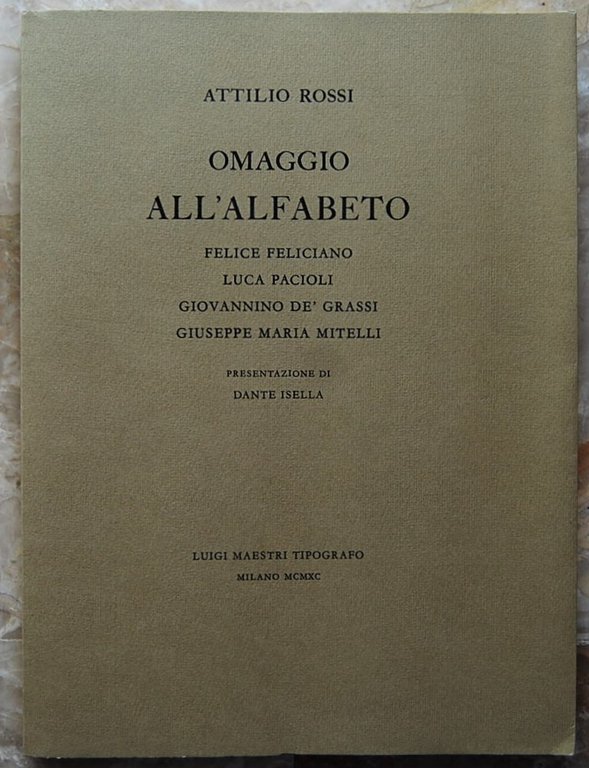 ATTILIO ROSSI
OMAGGIO
ALL'ALFABETO
FELICE FELICIANO
LUCA PACIOLI
GIOVANNINO DE' GRASSI
GIUSEPPE MARIA MITELLI
PRESENTAZIONE DI
DANTE ISELLA
LUIGI MAESTRI TIPOGRAFO
MILANO MCMXC